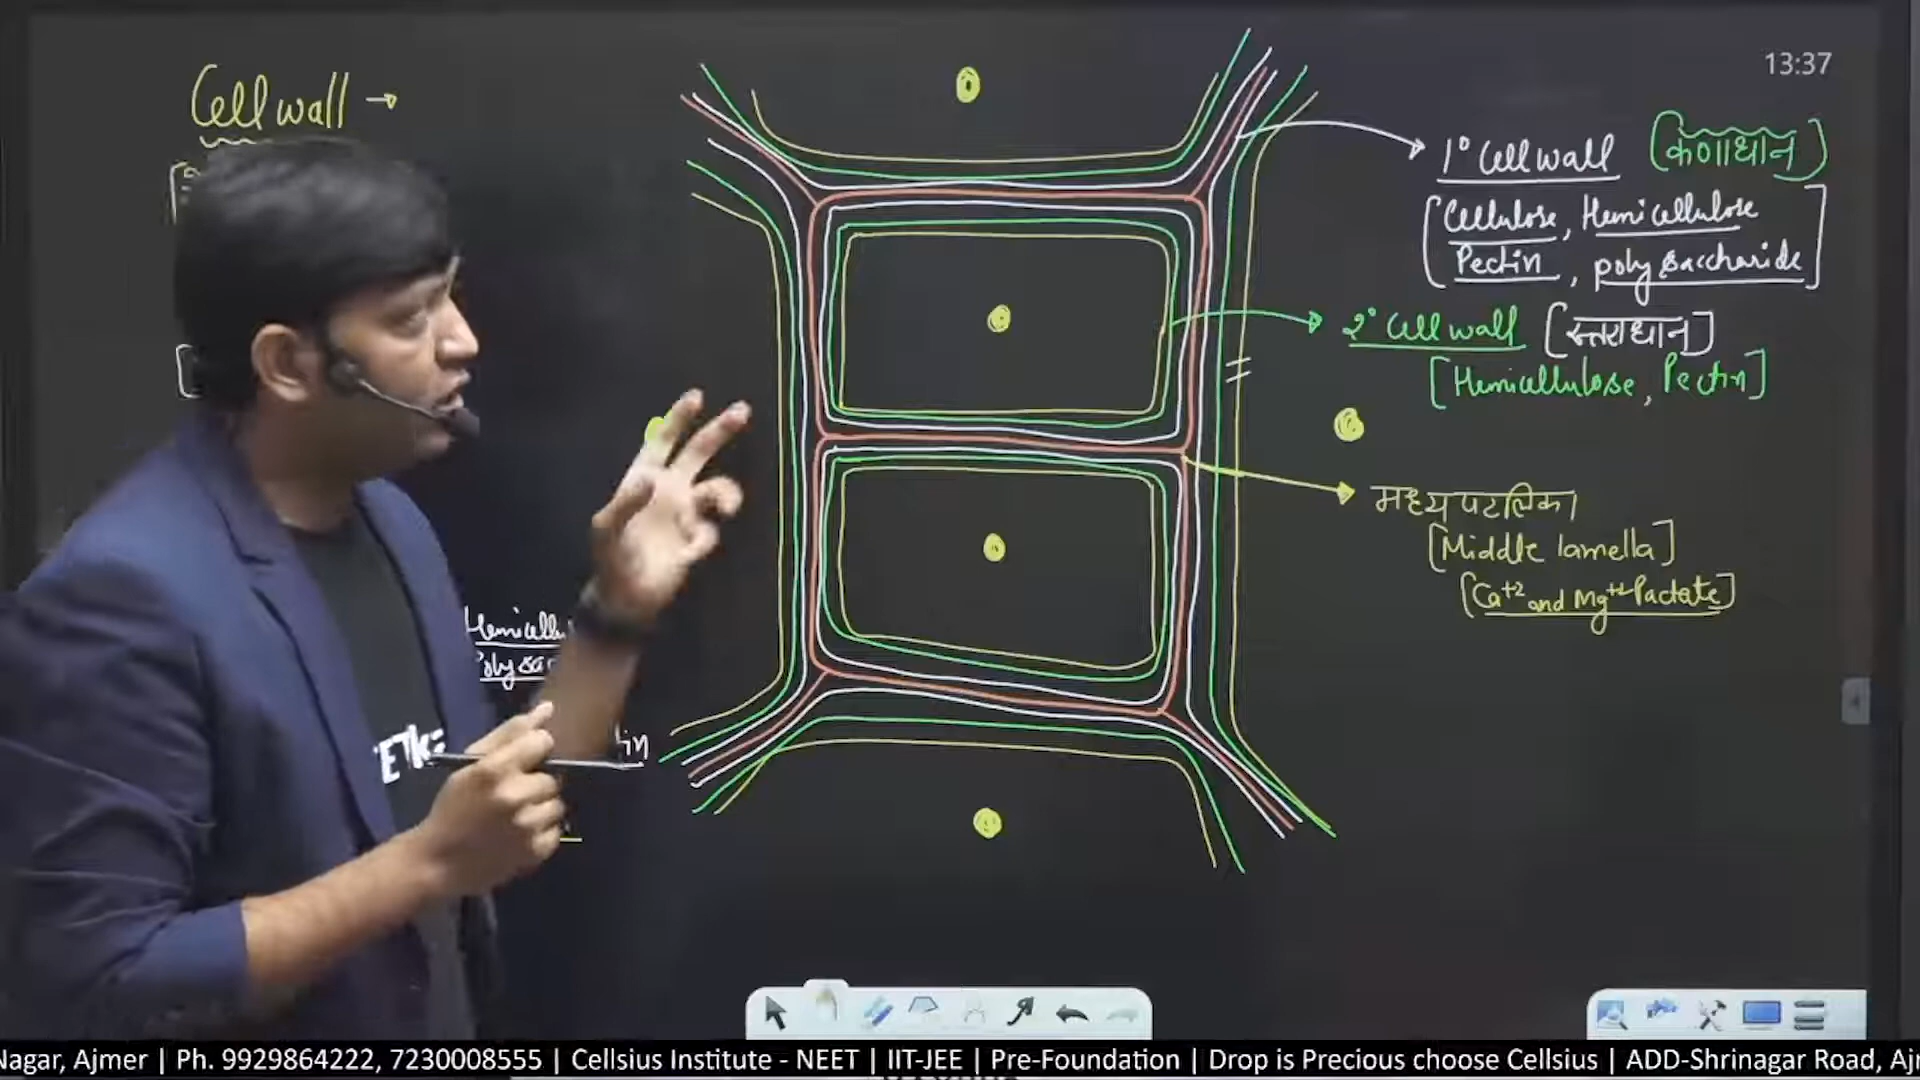 Cell wall →
13:37
1° Cell wall [कणाधान]
[Cellulose, Hemicellulose
Pectin, polysaccharide]
2° Cell wall [स्तराधान]
[Hemicellulose, Pectin]
मध्य पटलिका
[Middle lamella]
[Ca+2 and Mg+2 Pactate]
Nagar, Ajmer | Ph. 9929864222, 7230008555 | Cellsius Institute - NEET | IIT-JEE | Pre-Foundation | Drop is Precious choose Cellsius | ADD-Shrinagar Road, Aj